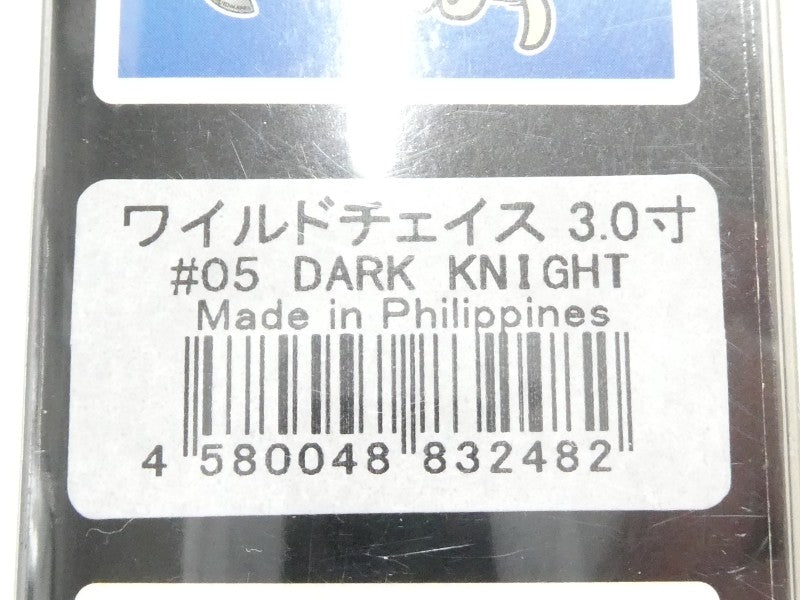 ワイルドチェイス 3.0寸
#05 DARK KNIGHT
Made in Philippines
4 580048 832482